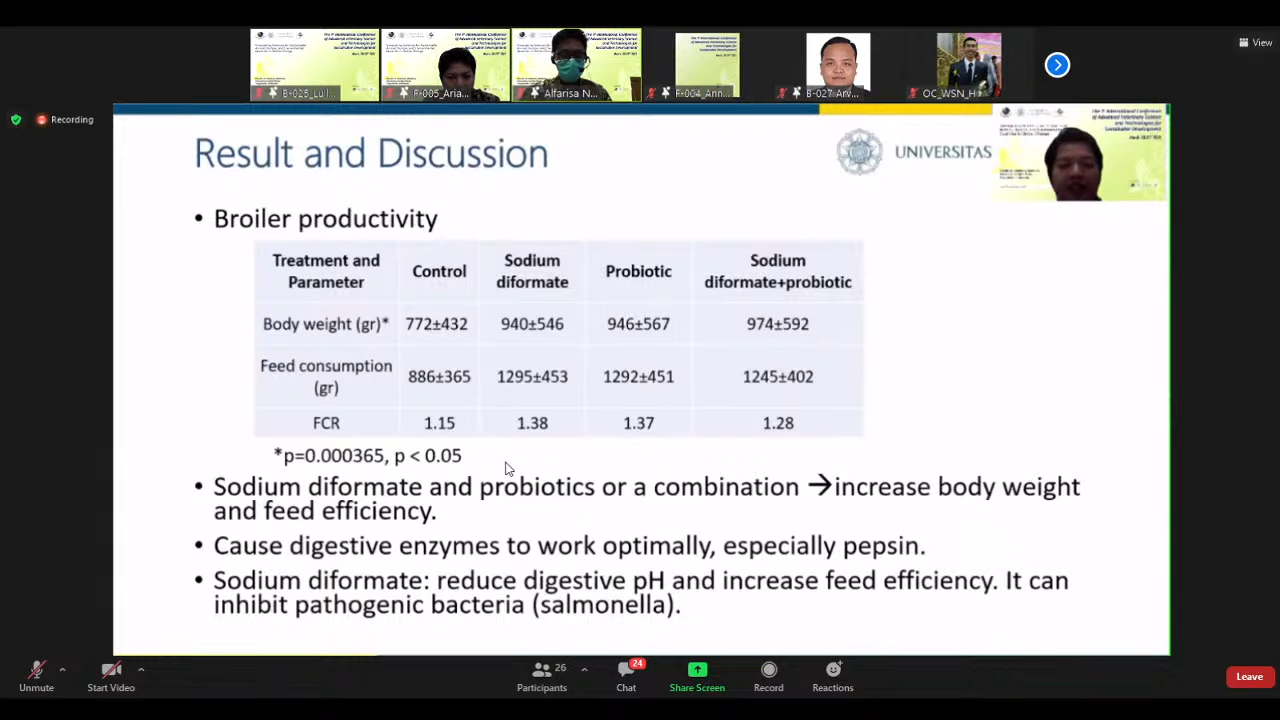 View
B-026_Lu'l...
F-005_Aria...
Alfarisa N...
F-004_Ann...
B-027 Arv...
OC_WSN_H
Recording
Result and Discussion
UNIVERSITAS
• Broiler productivity
Treatment and Parameter Control Sodium diformate Probiotic Sodium diformate+probiotic
Body weight (gr)* 772±432 940±546 946±567 974±592
Feed consumption (gr) 886±365 1295±453 1292±451 1245±402
FCR 1.15 1.38 1.37 1.28
*p=0.000365, p < 0.05
• Sodium diformate and probiotics or a combination →increase body weight
and feed efficiency.
• Cause digestive enzymes to work optimally, especially pepsin.
• Sodium diformate: reduce digestive pH and increase feed efficiency. It can
inhibit pathogenic bacteria (salmonella).
Unmute
Start Video
26
Participants
24
Chat
Share Screen
Record
Reactions
Leave